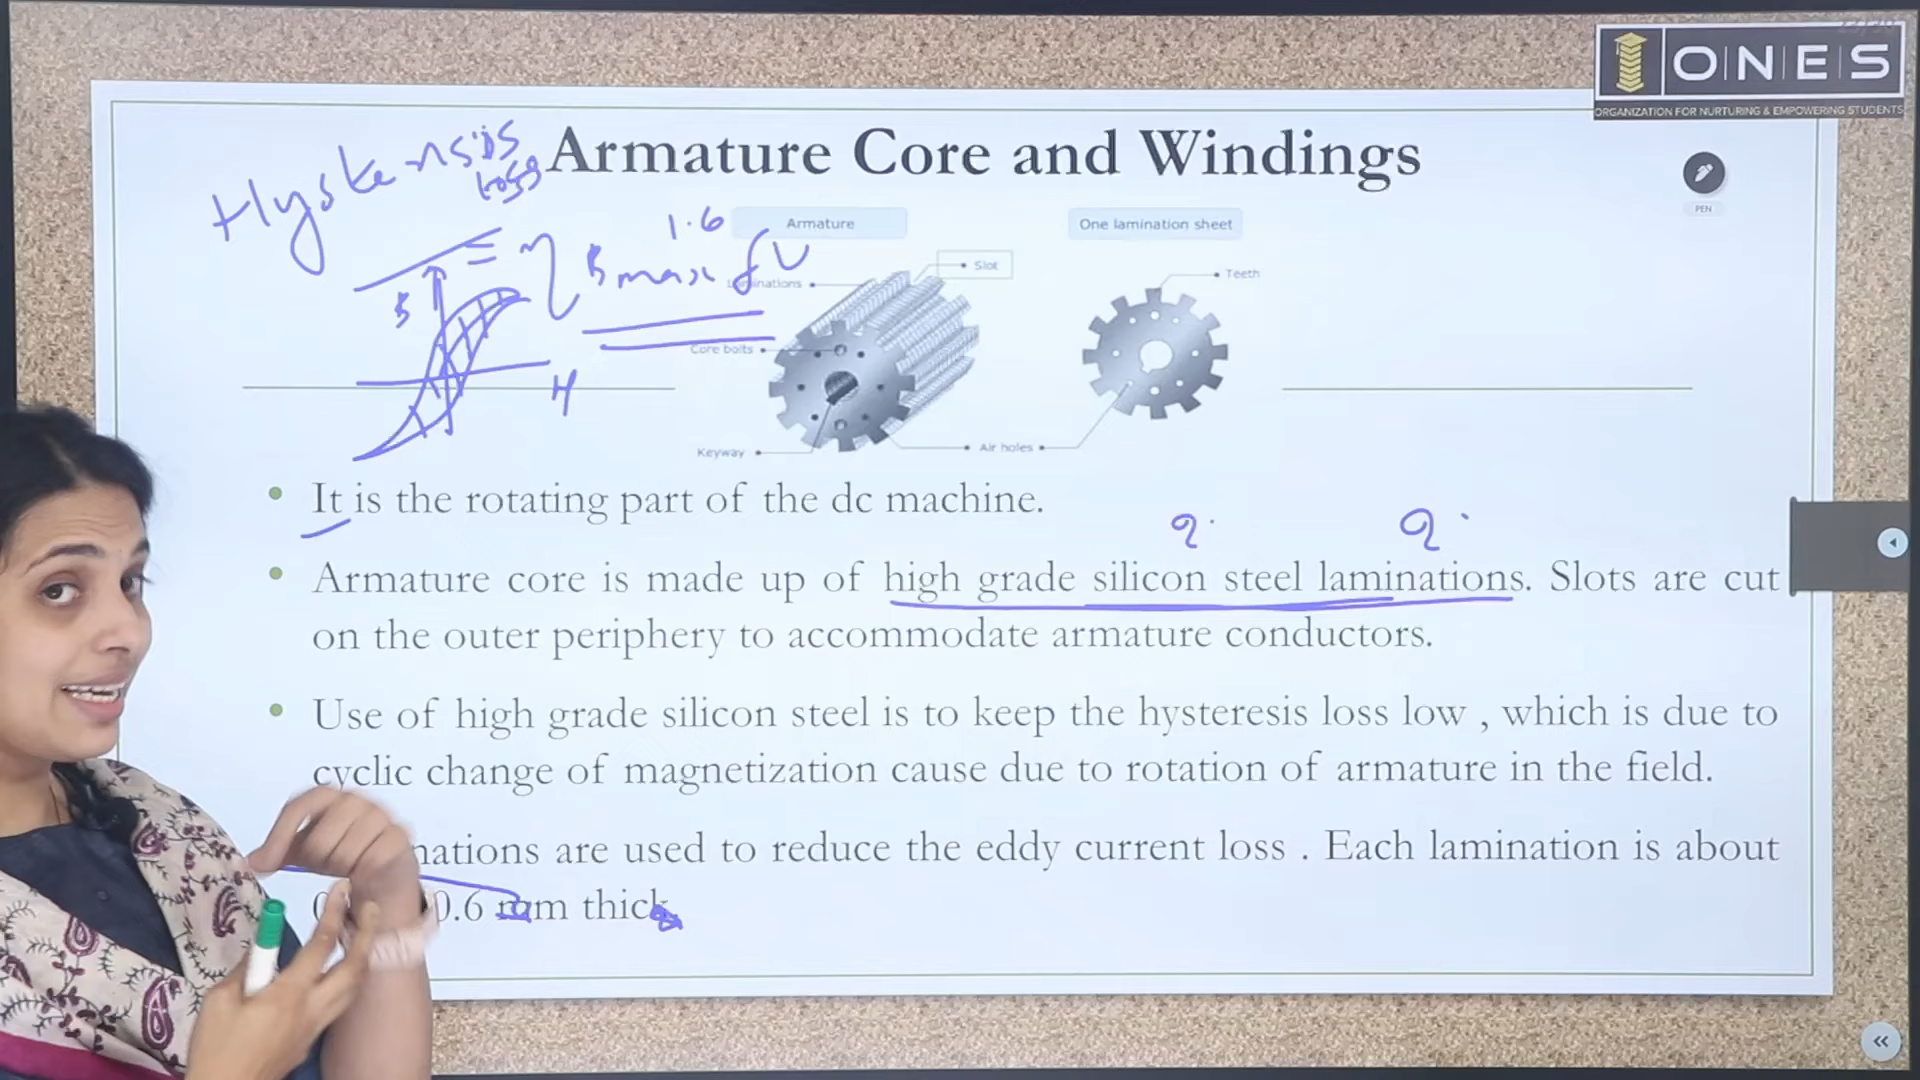 ONES
ORGANIZATION FOR NURTURING & EMPOWERING STUDENTS
Armature Core and Windings
Hysteresis
loss
= η Bmax 1.6 f V
B
H
PEN
Armature
One lamination sheet
Slot
Teeth
Laminations
Core bolts
Keyway
Air holes
• It is the rotating part of the dc machine.
• Armature core is made up of high grade silicon steel laminations. Slots are cut
on the outer periphery to accommodate armature conductors.
• Use of high grade silicon steel is to keep the hysteresis loss low , which is due to
cyclic change of magnetization cause due to rotation of armature in the field.
nations are used to reduce the eddy current loss . Each lamination is about
0.6 mm thick